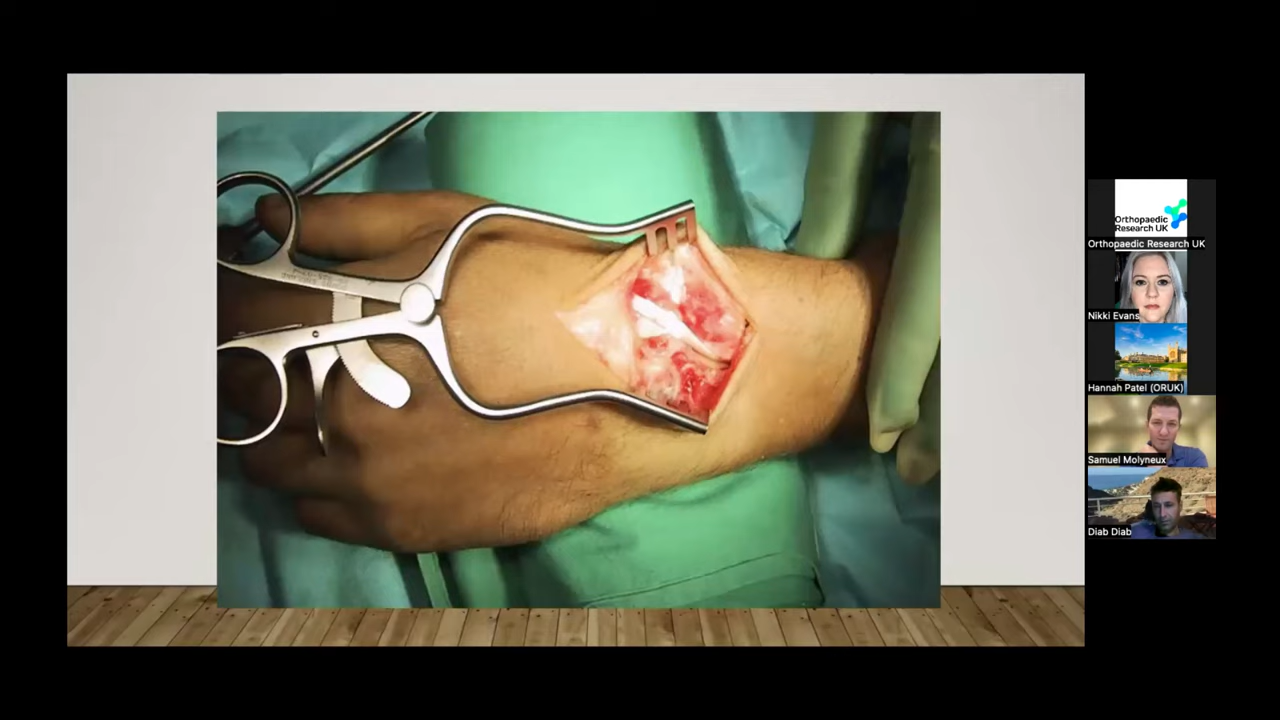 Orthopaedic
Research UK
Orthopaedic Research UK
Nikki Evans
Hannah Patel (ORUK)
Samuel Molyneux
Diab Diab